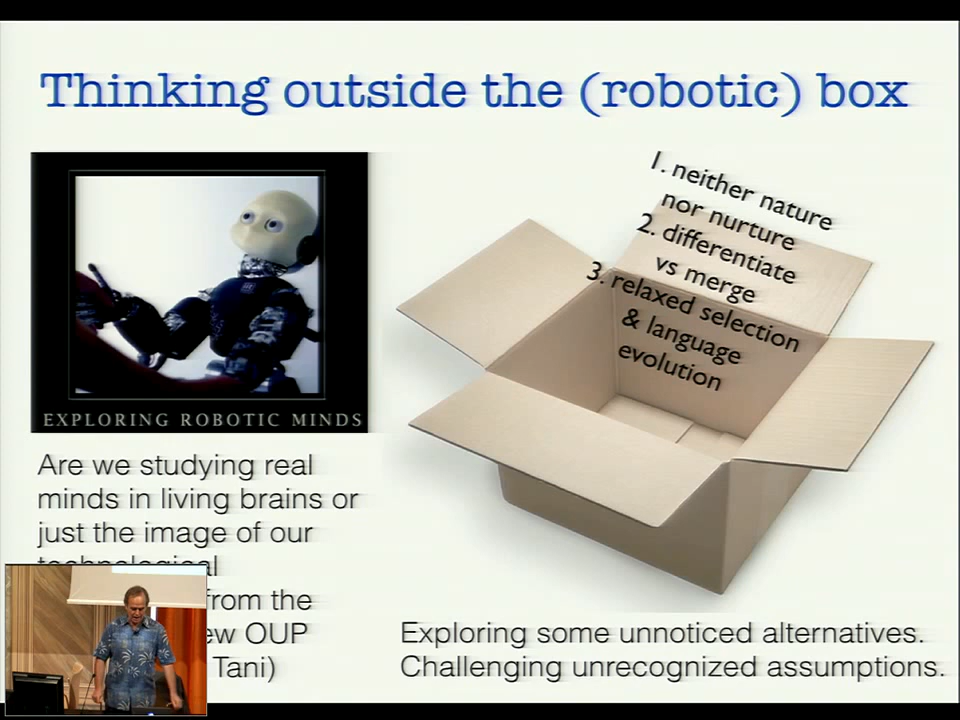 Thinking outside the (robotic) box
1. neither nature
nor nurture
2. differentiate
vs merge
3. relaxed selection
& language
evolution
EXPLORING ROBOTIC MINDS
Are we studying real
minds in living brains or
just the image of our
technological
from the
OUP
Tani)
Exploring some unnoticed alternatives.
Challenging unrecognized assumptions.